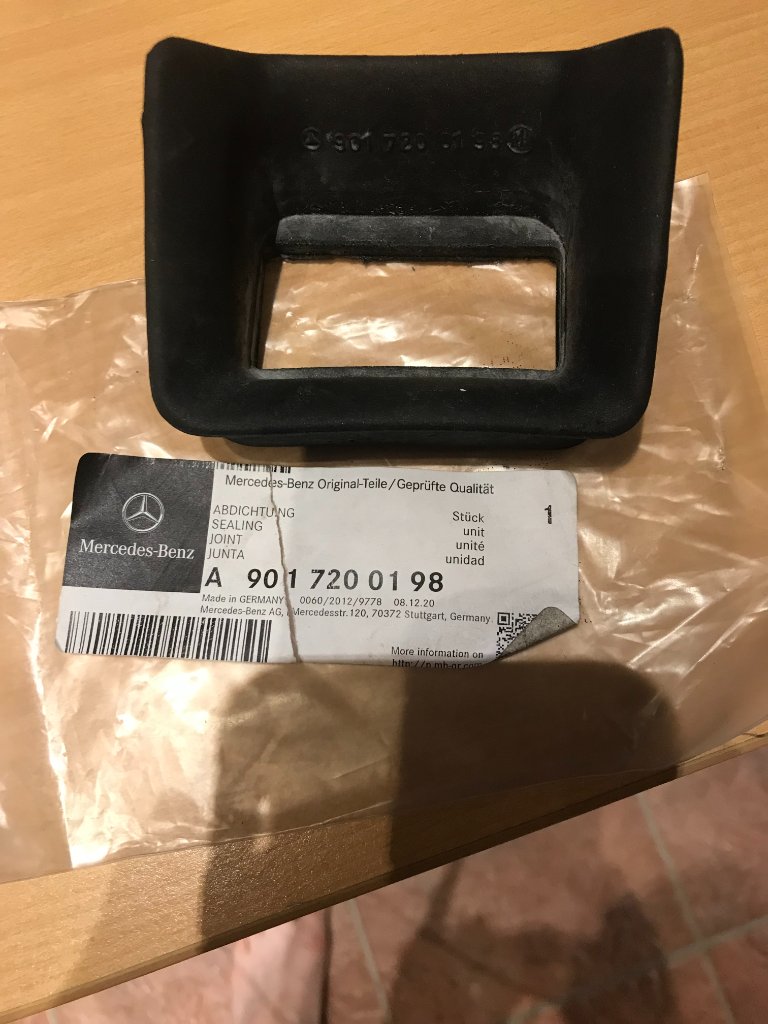 901 720 01 98
Mercedes-Benz Original-Teile/Geprüfte Qualität
Mercedes-Benz
ABDICHTUNG
SEALING
JOINT
JUNTA
Stück
unit
unité
unidad
1
A 901 720 01 98
Made in GERMANY 0060/2012/9778 08.12.20
Mercedes-Benz AG, Mercedesstr.120, 70372 Stuttgart, Germany.
More information on